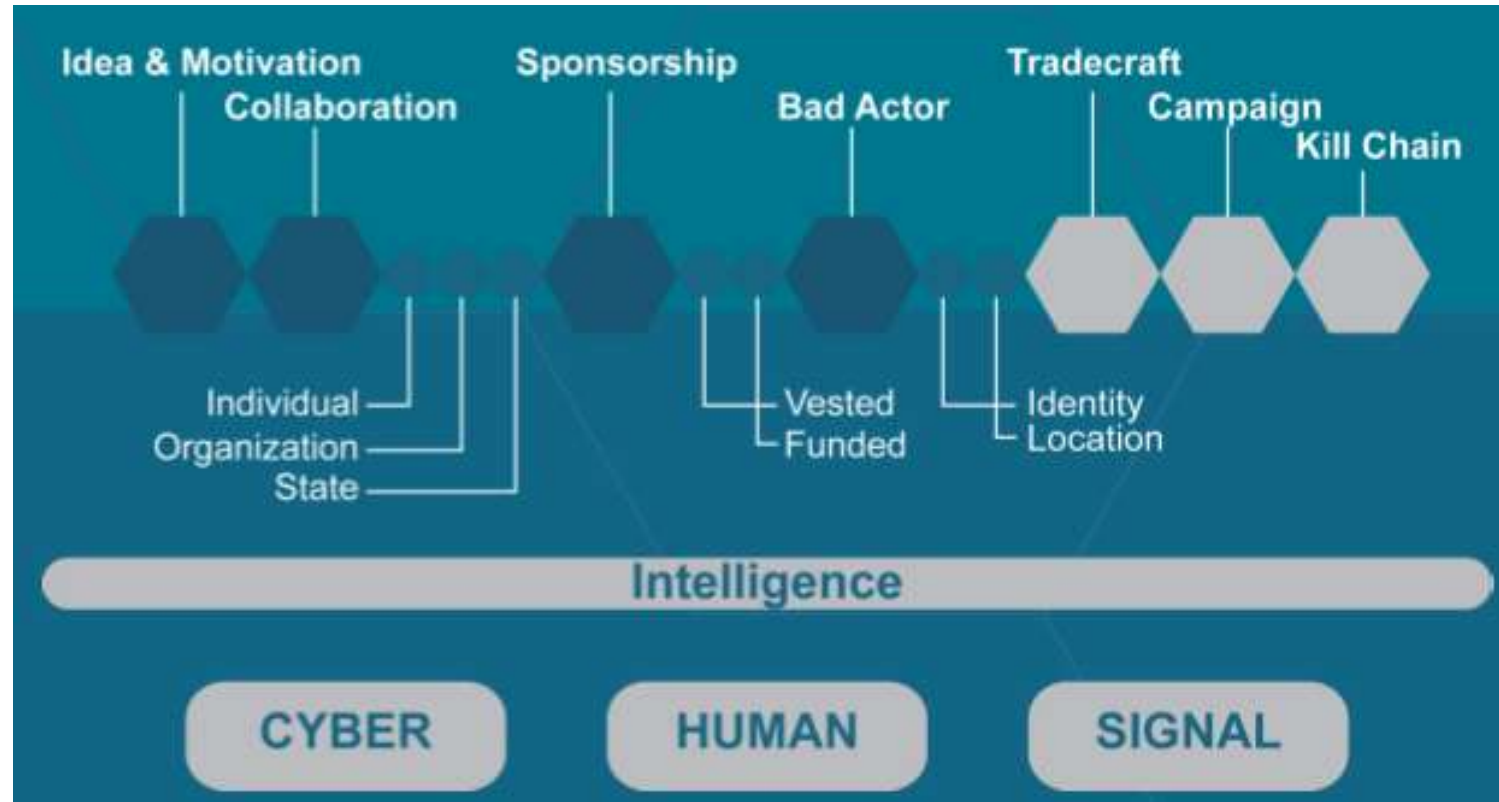 Idea & Motivation
Collaboration
Sponsorship
Bad Actor
Tradecraft
Campaign
Kill Chain
Individual
Organization
State
Vested
Funded
Identity
Location
Intelligence
CYBER
HUMAN
SIGNAL